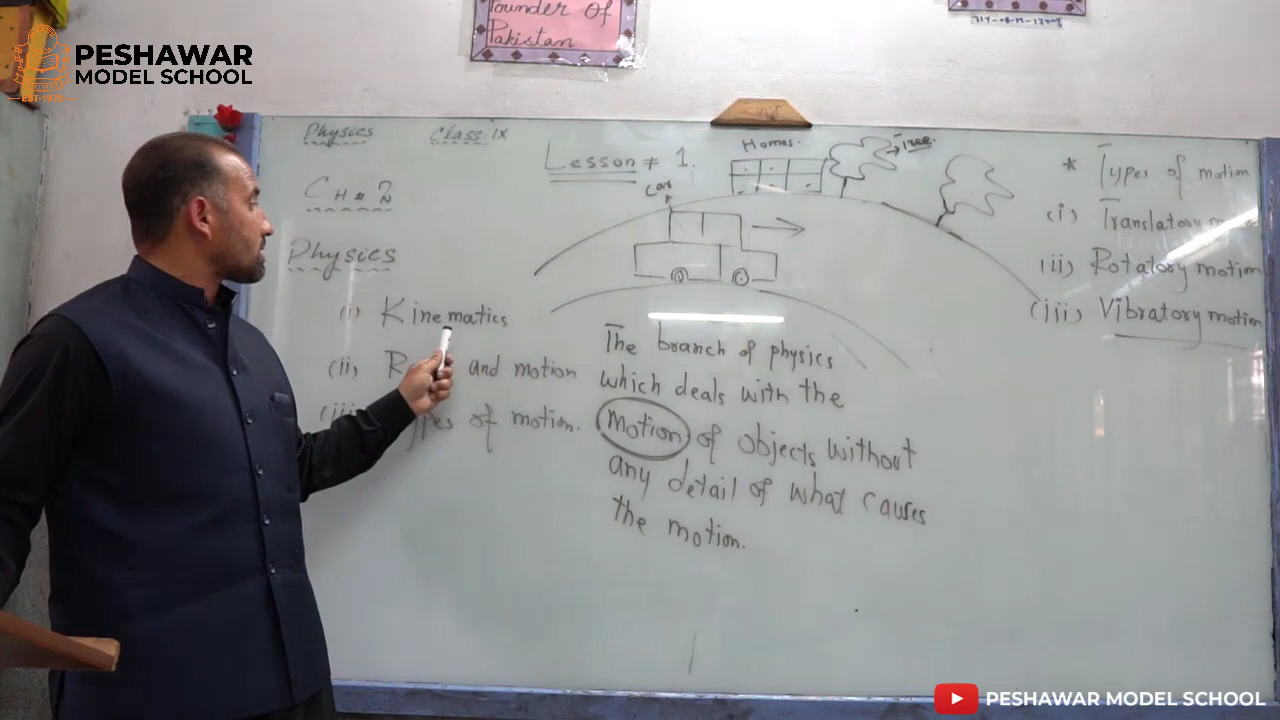 Founder of
Pakistan
PESHAWAR
MODEL SCHOOL
EST-1979
Physics Class: IX
Lesson # 1.
Homes.
Tree.
Car
CH # 2
Physics
(i) Kinematics
(ii) and motion
of motion.
The branch of physics
which deals with the
Motion of objects without
any detail of what causes
the motion.
* Types of motion
(i) Translatory
(ii) Rotatory motion
(iii) Vibratory motion
PESHAWAR MODEL SCHOOL